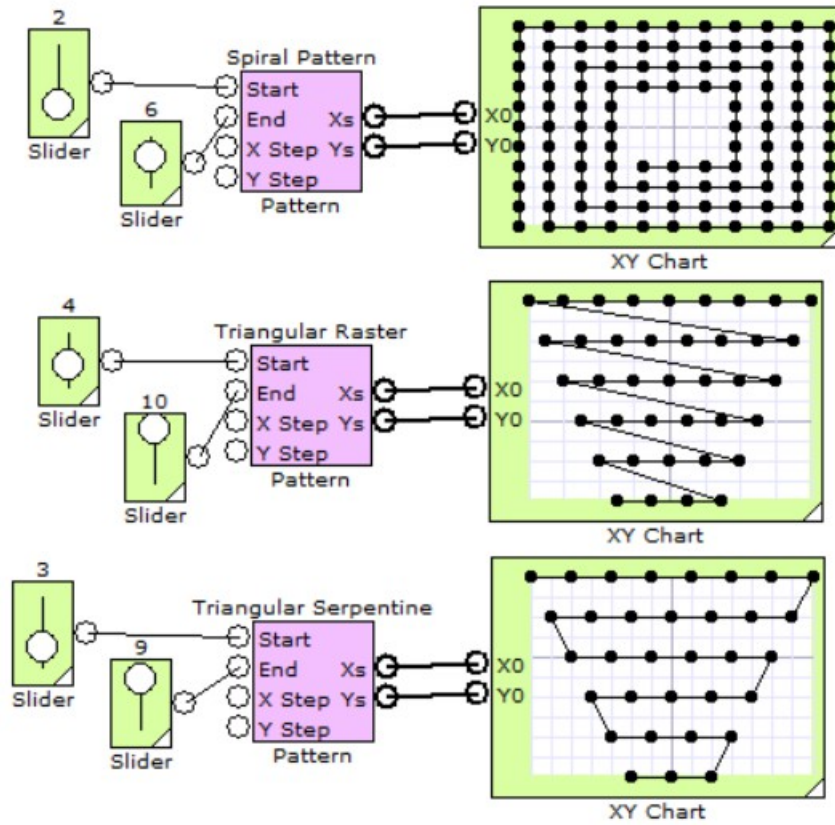 2
Spiral Pattern
Start
6
End Xs X0
X Step Ys Y0
Slider
Y Step
Slider Pattern
XY Chart
4
Triangular Raster
Start
10
End Xs X0
X Step Ys Y0
Slider
Y Step
Pattern
Slider
XY Chart
3
Triangular Serpentine
Start
9
End Xs X0
X Step Ys Y0
Slider
Y Step
Slider Pattern
XY Chart